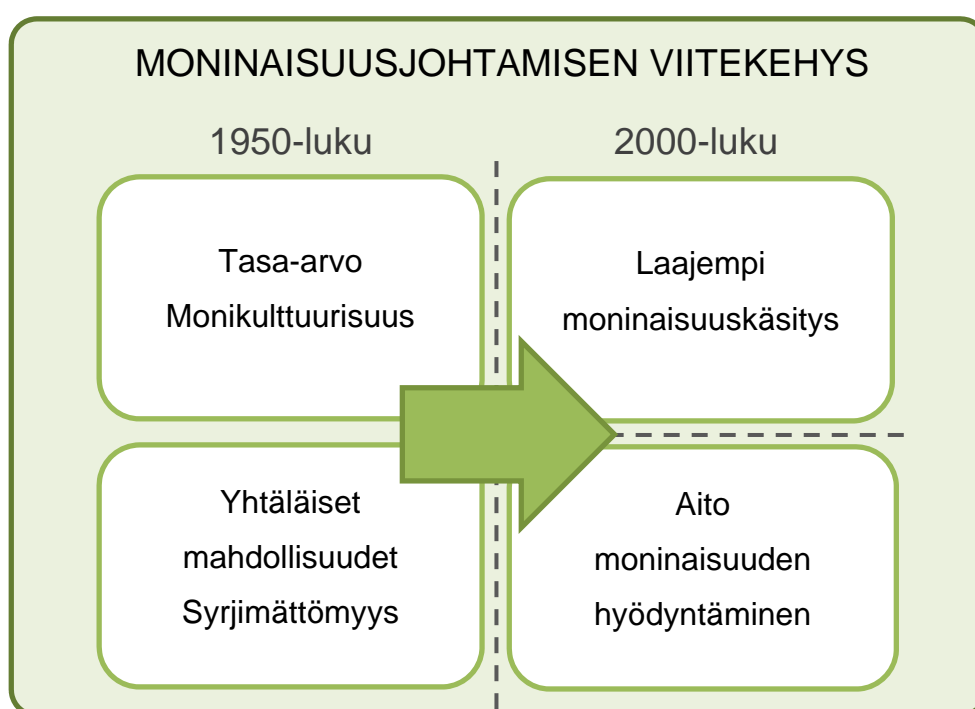 MONINAISUUSJOHTAMISEN VIITEKEHYS
1950-luku
2000-luku
Tasa-arvo
Monikulttuurisuus
Laajempi
moninaisuuskäsitys
Yhtäläiset
mahdollisuudet
Syrjimättömyys
Aito
moninaisuuden
hyödyntäminen